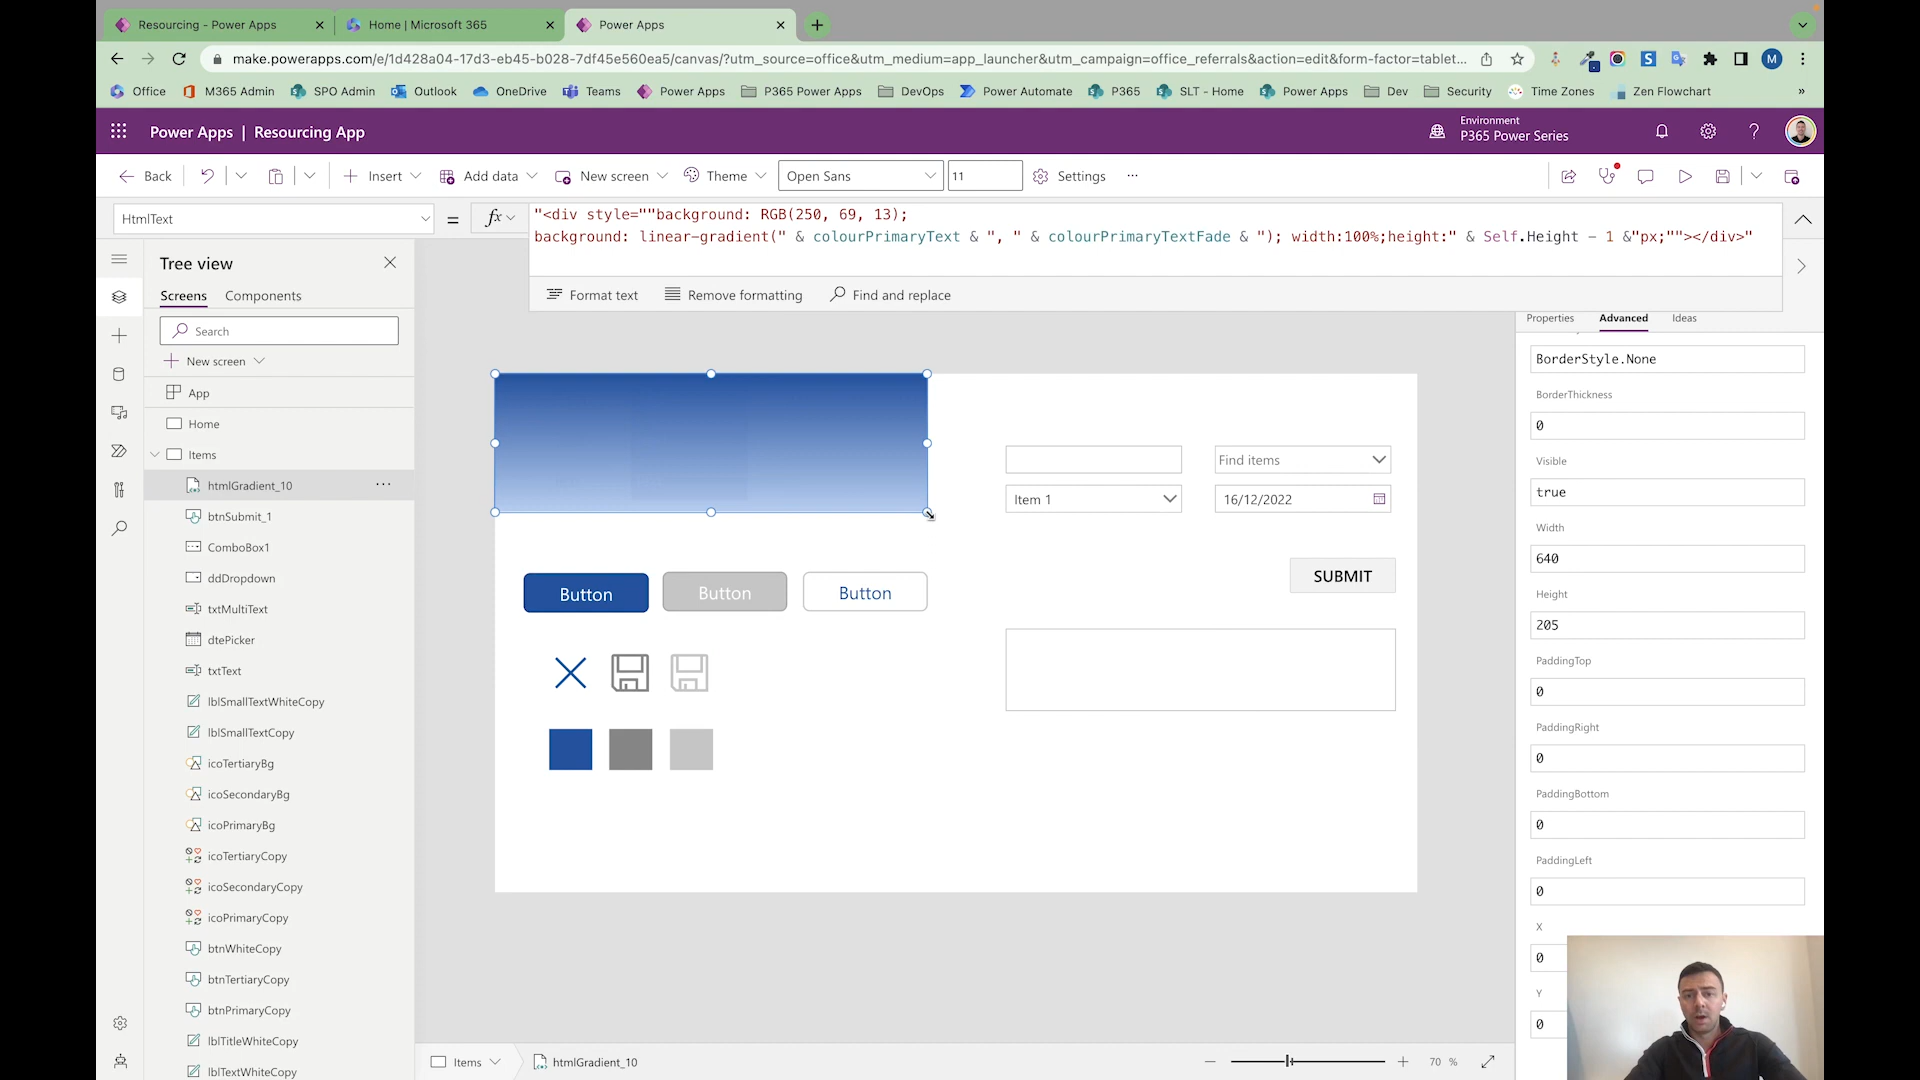 Resourcing - Power Apps
Home | Microsoft 365
Power Apps
make.powerapps.com/e/1d428a04-17d3-eb45-b028-7df45e560ea5/canvas/?utm_source=office&utm_medium=app_launcher&utm_campaign=office_referrals&action=edit&form-factor=tablet...
M
Office
M365 Admin
SPO Admin
Outlook
OneDrive
Teams
Power Apps
P365 Power Apps
DevOps
Power Automate
P365
SLT - Home
Power Apps
Dev
Security
Time Zones
Zen Flowchart
»
Power Apps | Resourcing App
Environment
P365 Power Series
?
Back
Insert
Add data
New screen
Theme
Open Sans
11
Settings
...
HtmlText
=
fx
"<div style=""background: RGB(250, 69, 13);
background: linear-gradient(" & colourPrimaryText & ", " & colourPrimaryTextFade & "); width:100%;height:" & Self.Height - 1 &"px;""></div>"
Format text
Remove formatting
Find and replace
Tree view
Screens
Components
Search
New screen
App
Home
Items
htmlGradient_10
...
btnSubmit_1
ComboBox1
ddDropdown
txtMultiText
dtePicker
txtText
lblSmallTextWhiteCopy
lblSmallTextCopy
icoTertiaryBg
icoSecondaryBg
icoPrimaryBg
icoTertiaryCopy
icoSecondaryCopy
icoPrimaryCopy
btnWhiteCopy
btnTertiaryCopy
btnPrimaryCopy
lblTitleWhiteCopy
lblTextWhiteCopy
Find items
Item 1
16/12/2022
Button
Button
Button
SUBMIT
Properties
Advanced
Ideas
BorderStyle.None
BorderThickness
0
Visible
true
Width
640
Height
205
PaddingTop
0
PaddingRight
0
PaddingBottom
0
PaddingLeft
0
X
0
Y
0
Items
htmlGradient_10
70 %